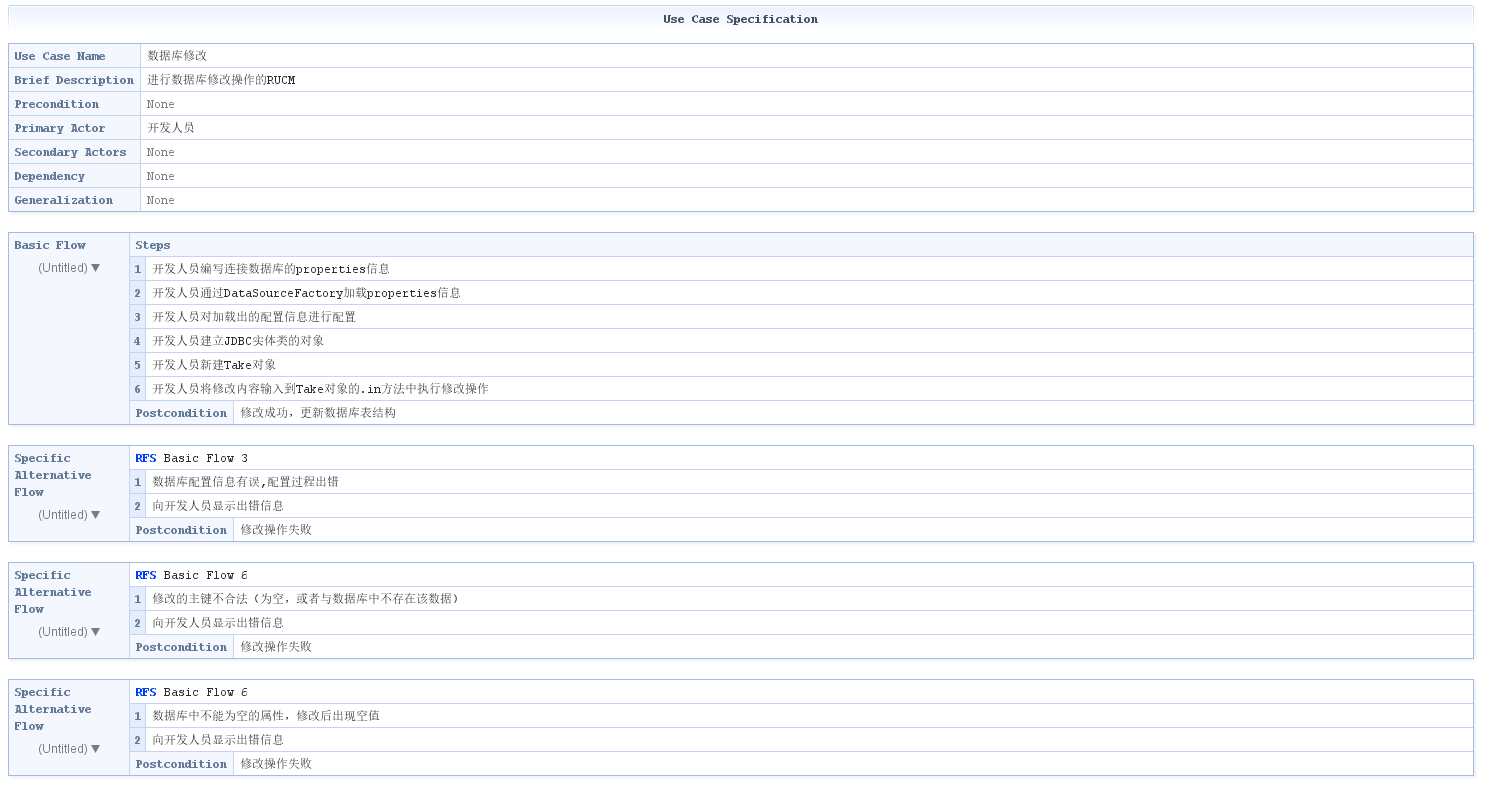 Use Case Specification
Use Case Name 数据库修改
Brief Description 进行数据库修改操作的RUCM
Precondition None
Primary Actor 开发人员
Secondary Actors None
Dependency None
Generalization None
Basic Flow Steps
(Untitled) ▼
1 开发人员编写连接数据库的properties信息
2 开发人员通过DataSourceFactory加载properties信息
3 开发人员对加载出的配置信息进行配置
4 开发人员建立JDBC实体类的对象
5 开发人员新建Take对象
6 开发人员将修改内容输入到Take对象的.in方法中执行修改操作
Postcondition 修改成功，更新数据库表结构
Specific
Alternative
Flow
(Untitled) ▼
RFS Basic Flow 3
1 数据库配置信息有误,配置过程出错
2 向开发人员显示出错信息
Postcondition 修改操作失败
Specific
Alternative
Flow
(Untitled) ▼
RFS Basic Flow 6
1 修改的主键不合法（为空，或者与数据库中不存在该数据）
2 向开发人员显示出错信息
Postcondition 修改操作失败
Specific
Alternative
Flow
(Untitled) ▼
RFS Basic Flow 6
1 数据库中不能为空的属性，修改后出现空值
2 向开发人员显示出错信息
Postcondition 修改操作失败